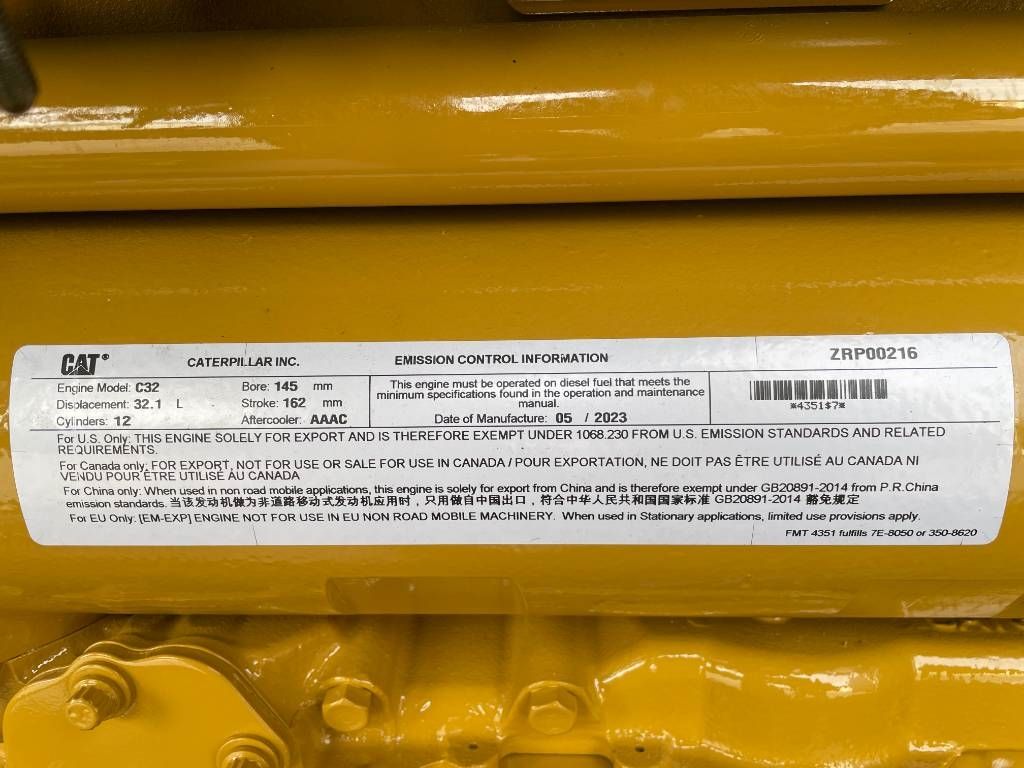 CAT® CATERPILLAR INC. EMISSION CONTROL INFORMATION ZRP00216
Engine Model: C32 Bore: 145 mm
Displacement: 32.1 L Stroke: 162 mm
Cylinders: 12 Aftercooler: AAAC
This engine must be operated on diesel fuel that meets the
minimum specifications found in the operation and maintenance
manual.
Date of Manufacture: 05 / 2023
*4351$7*
For U.S. Only: THIS ENGINE SOLELY FOR EXPORT AND IS THEREFORE EXEMPT UNDER 1068.230 FROM U.S. EMISSION STANDARDS AND RELATED
REQUIREMENTS.
For Canada only: FOR EXPORT, NOT FOR USE OR SALE FOR USE IN CANADA / POUR EXPORTATION, NE DOIT PAS ÊTRE UTILISÉ AU CANADA NI
VENDU POUR ÊTRE UTILISÉ AU CANADA
For China only: When used in non road mobile applications, this engine is solely for export from China and is therefore exempt under GB20891-2014 from P.R.China
emission standards. 当该发动机做为非道路移动式发动机应用时，只用做自中国出口，符合中华人民共和国国家标准 GB20891-2014 豁免规定
For EU Only: [EM-EXP] ENGINE NOT FOR USE IN EU NON ROAD MOBILE MACHINERY. When used in Stationary applications, limited use provisions apply.
FMT 4351 fulfills 7E-8050 or 350-8620